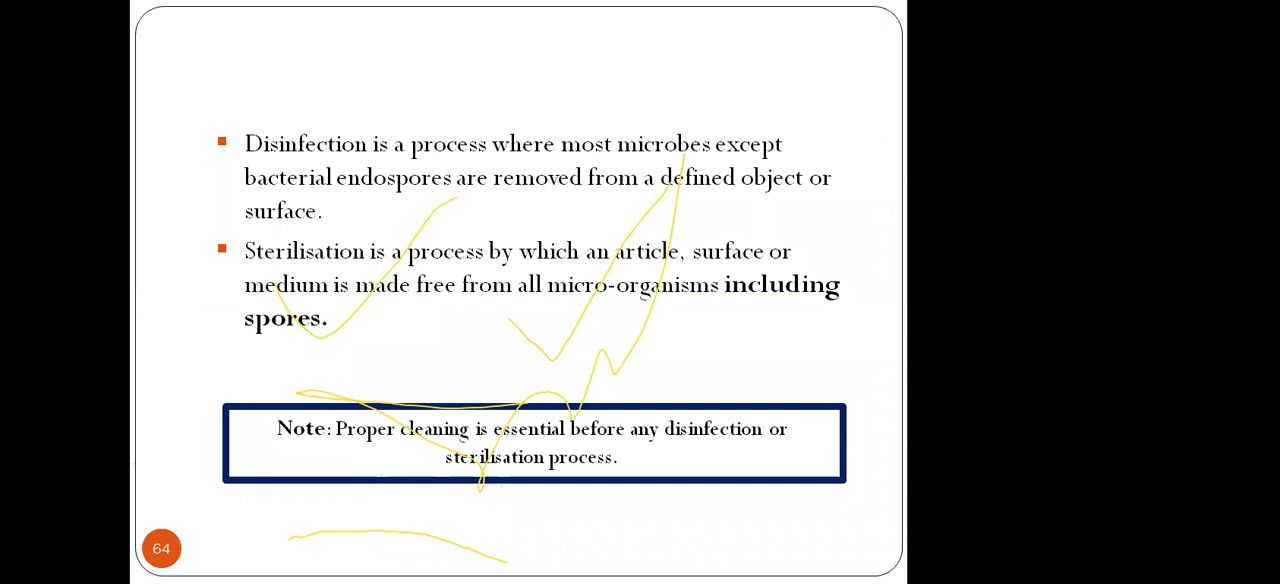 Disinfection is a process where most microbes except
bacterial endospores are removed from a defined object or
surface.
Sterilisation is a process by which an article, surface or
medium is made free from all micro-organisms including
spores.
Note: Proper cleaning is essential before any disinfection or
sterilisation process.
64